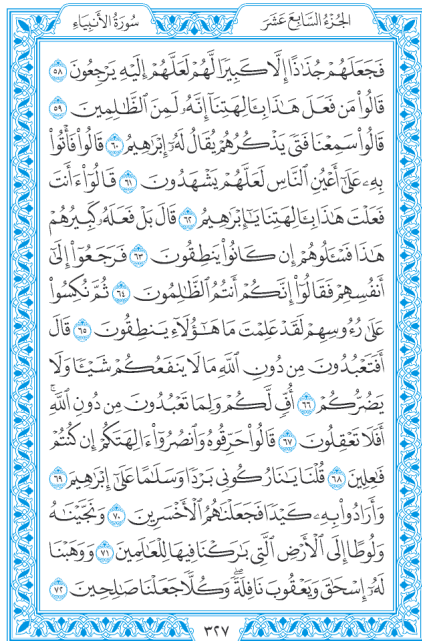 الجزء السابع عشر
سورة الأنبياء
فَجَعَلَهُمْ جُذَٰذًا إِلَّا كَبِيرًا لَّهُمْ لَعَلَّهُمْ إِلَيْهِ يَرْجِعُونَ ٥٨
قَالُوا۟ مَن فَعَلَ هَٰذَا بِـَٔالِهَتِنَآ إِنَّهُۥ لَمِنَ ٱلظَّٰلِمِينَ ٥٩
قَالُوا۟ سَمِعْنَا فَتًى يَذْكُرُهُمْ يُقَالُ لَهُۥٓ إِبْرَٰهِيمُ ٦٠ قَالُوا۟ فَأْتُوا۟
بِهِۦ عَلَىٰٓ أَعْيُنِ ٱلنَّاسِ لَعَلَّهُمْ يَشْهَدُونَ ٦١ قَالُوٓا۟ ءَأَنتَ
فَعَلْتَ هَٰذَا بِـَٔالِهَتِنَا يَٰٓإِبْرَٰهِيمُ ٦٢ قَالَ بَلْ فَعَلَهُۥ كَبِيرُهُمْ
هَٰذَا فَسْـَٔلُوهُمْ إِن كَانُوا۟ يَنطِقُونَ ٦٣ فَرَجَعُوٓا۟ إِلَىٰٓ
أَنفُسِهِمْ فَقَالُوٓا۟ إِنَّكُمْ أَنتُمُ ٱلظَّٰلِمُونَ ٦٤ ثُمَّ نُكِسُوا۟
عَلَىٰ رُءُوسِهِمْ لَقَدْ عَلِمْتَ مَا هَٰٓؤُلَآءِ يَنطِقُونَ ٦٥ قَالَ
أَفَتَعْبُدُونَ مِن دُونِ ٱللَّهِ مَا لَا يَنفَعُكُمْ شَيْـًٔا وَلَا
يَضُرُّكُمْ ٦٦ أُفٍّ لَّكُمْ وَلِمَا تَعْبُدُونَ مِن دُونِ ٱللَّهِ ۖ
أَفَلَا تَعْقِلُونَ ٦٧ قَالُوا۟ حَرِّقُوهُ وَٱنصُرُوٓا۟ ءَالِهَتَكُمْ إِن كُنتُمْ
فَٰعِلِينَ ٦٨ قُلْنَا يَٰنَارُ كُونِى بَرْدًا وَسَلَٰمًا عَلَىٰٓ إِبْرَٰهِيمَ ٦٩
وَأَرَادُوا۟ بِهِۦ كَيْدًا فَجَعَلْنَٰهُمُ ٱلْأَخْسَرِينَ ٧٠ وَنَجَّيْنَٰهُ
وَلُوطًا إِلَى ٱلْأَرْضِ ٱلَّتِى بَٰرَكْنَا فِيهَا لِلْعَٰلَمِينَ ٧١ وَوَهَبْنَا
لَهُۥٓ إِسْحَٰقَ وَيَعْقُوبَ نَافِلَةً ۖ وَكُلًّا جَعَلْنَا صَٰلِحِينَ ٧٢
٣٢٧